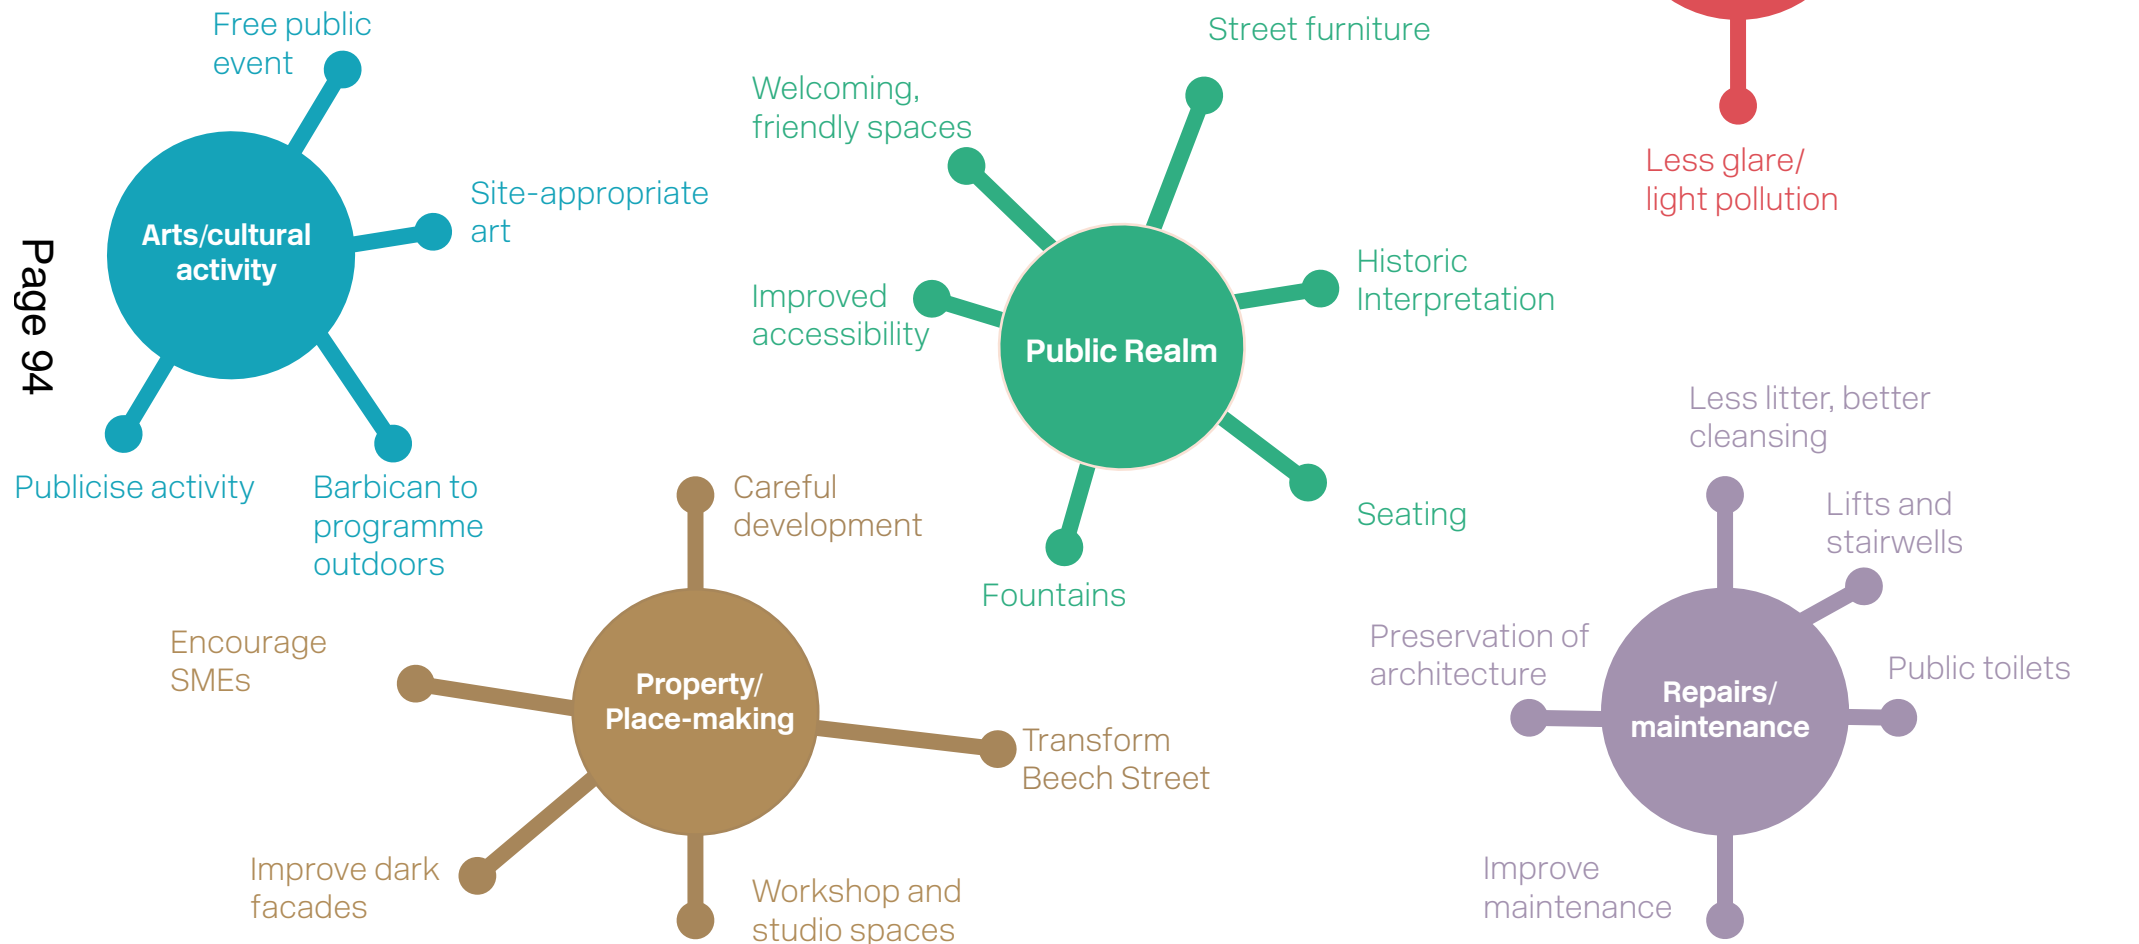 Page 94
Free public
event
Arts/cultural
activity
Site-appropriate
art
Publicise activity
Barbican to
programme
outdoors
Street furniture
Welcoming,
friendly spaces
Improved
accessibility
Public Realm
Historic
Interpretation
Seating
Fountains
Less glare/
light pollution
Careful
development
Encourage
SMEs
Property/
Place-making
Transform
Beech Street
Improve dark
facades
Workshop and
studio spaces
Less litter, better
cleansing
Lifts and
stairwells
Preservation of
architecture
Repairs/
maintenance
Public toilets
Improve
maintenance